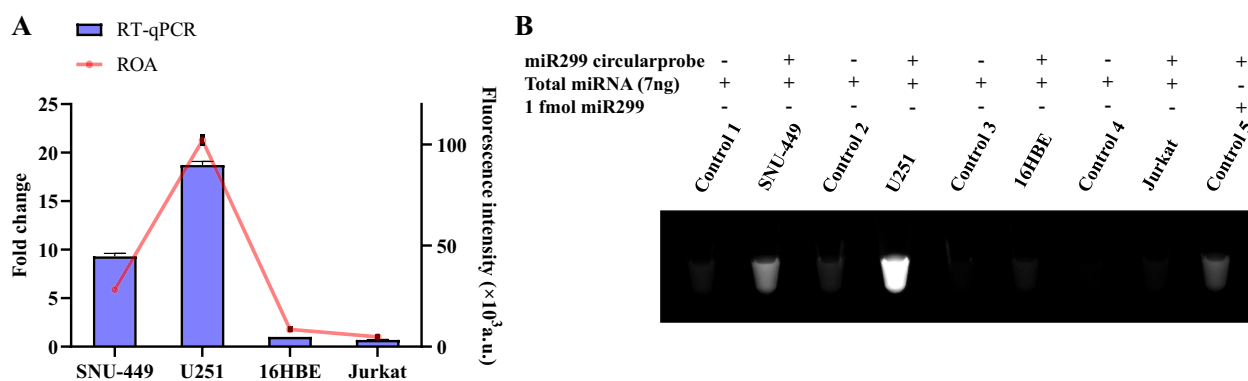 A
RT-qPCR
ROA
Fold change
25
20
15
10
5
0
100
50
0
Fluorescence intensity (×10³a.u.)
SNU-449 U251 16HBE Jurkat
B
miR299 circularprobe - + - + - + - + +
Total miRNA (7ng) + + + + + + + + -
1 fmol miR299 - - - - - - - - +
Control 1 SNU-449 Control 2 U251 Control 3 16HBE Control 4 Jurkat Control 5